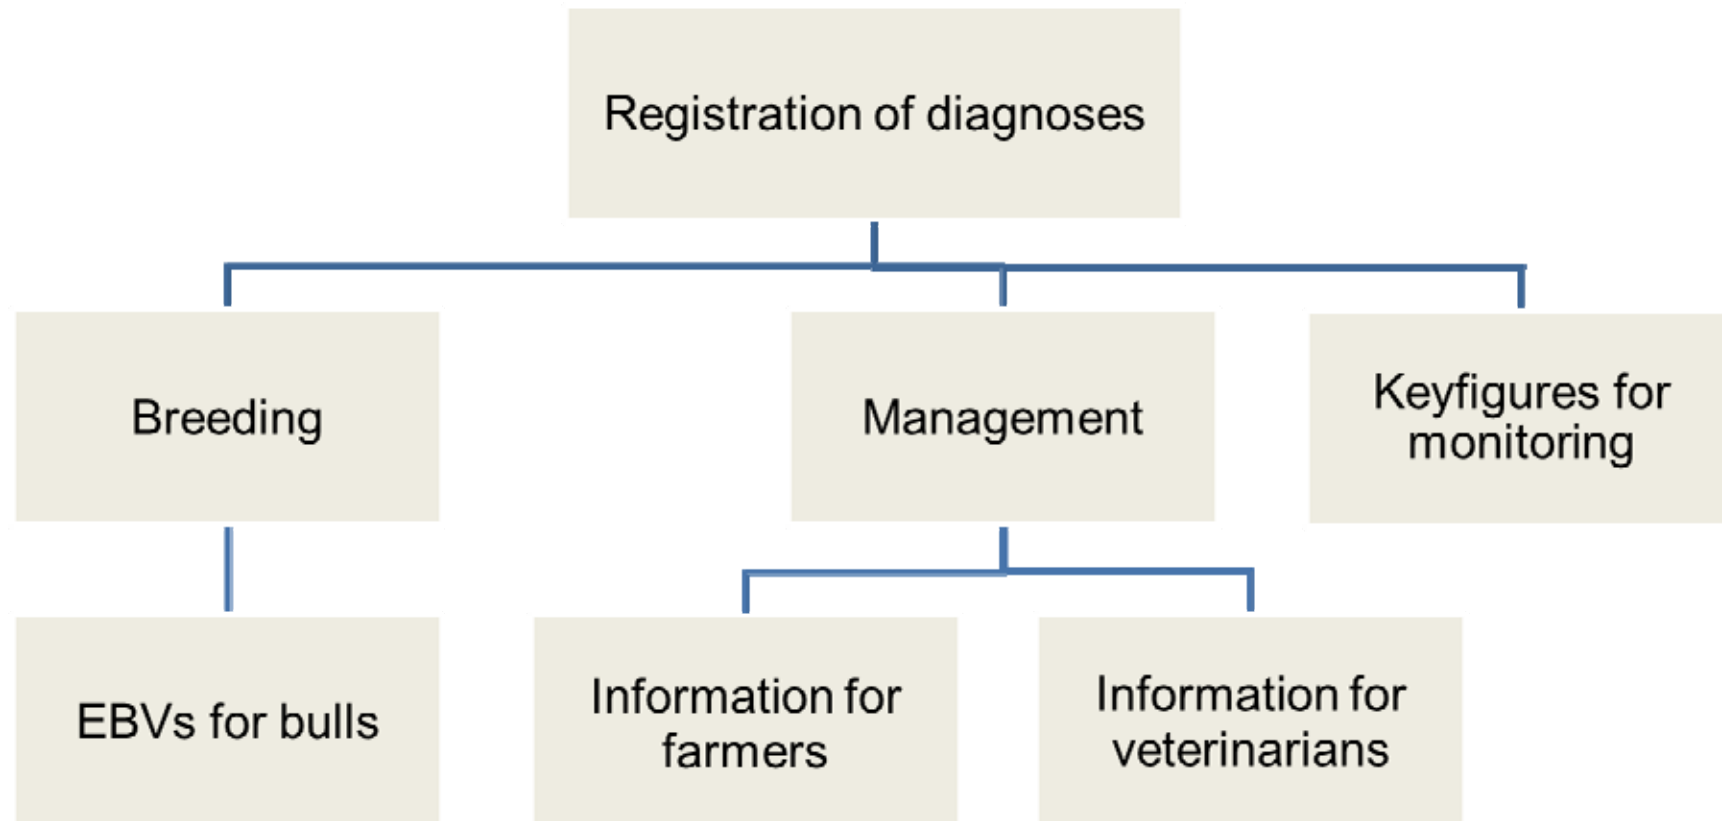 Registration of diagnoses
Breeding
Management
Keyfigures for
monitoring
EBVs for bulls
Information for
farmers
Information for
veterinarians